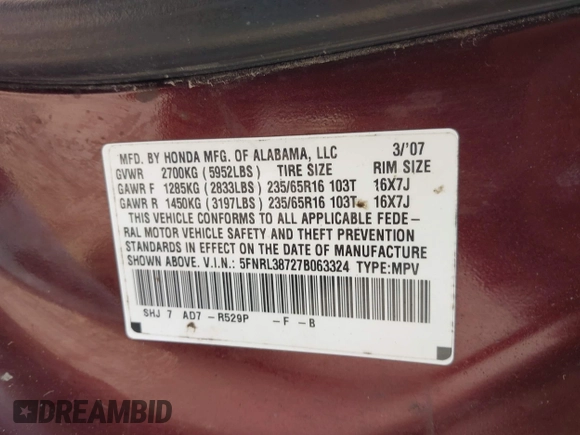 MFD. BY HONDA MFG. OF ALABAMA, LLC 3/'07
GVWR 2700KG (5952LBS) TIRE SIZE RIM SIZE
GAWR F 1285KG (2833LBS) 235/65R16 103T 16X7J
GAWR R 1450KG (3197LBS) 235/65R16 103T 16X7J
THIS VEHICLE CONFORMS TO ALL APPLICABLE FEDE-
RAL MOTOR VEHICLE SAFETY AND THEFT PREVENTION
STANDARDS IN EFFECT ON THE DATE OF MANUFACTURE
SHOWN ABOVE. V.I.N.: 5FNRL38727B063324 TYPE:MPV
SHJ 7 AD7 - R529P - F - B
DREAMBID